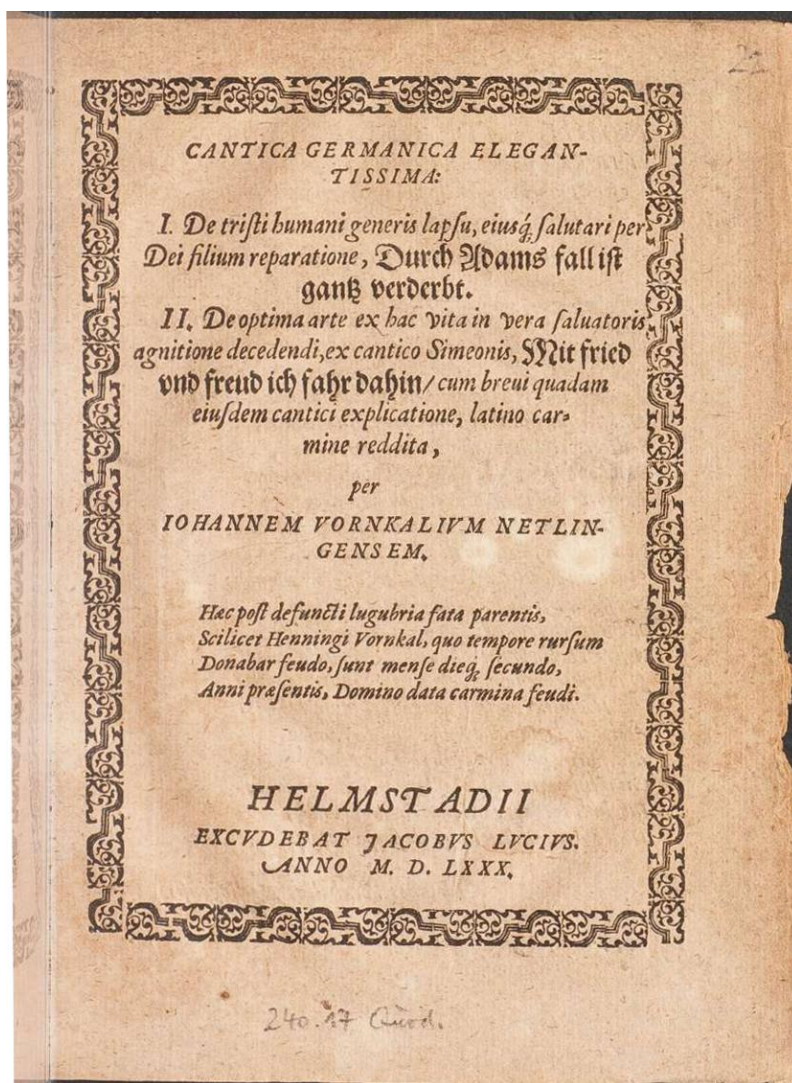 CANTICA GERMANICA ELEGAN-
TISSIMA:
I. De tristi humani generis lapsu, eiusq́; salutari per
Dei filium reparatione, Durch Adams fall ist
gantz verderbt.
II. De optima arte ex hac vita in vera saluatoris
agnitione decedendi, ex cantico Simeonis, Mit fried
vnd freud ich fahr dahin/ cum breui quadam
eiusdem cantici explicatione, latino car-
mine reddita,
per
IOHANNEM VORNKALIVM NETLIN-
GENSEM.
Hæc post defuncti lugubria fata parentis,
Scilicet Henningi Vornkal, quo tempore rursum
Donabar feudo, sunt mense dieq́; secundo,
Anni præsentis, Domino data carmina feudi.
HELMSTADII
EXCVDEBAT JACOBVS LVCIVS.
ANNO M. D. LXXX.
240.17 Quod.